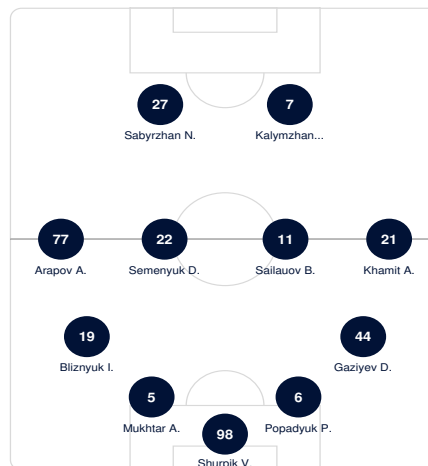 27 7
Sabyrzhan N. Kalymzhan...
77 22 11 21
Arapov A. Semenyuk D. Sailauov B. Khamit A.
19 44
Bliznyuk I. Gaziyev D.
5 6
Mukhtar A. Popadyuk P.
98
Shurpik V.